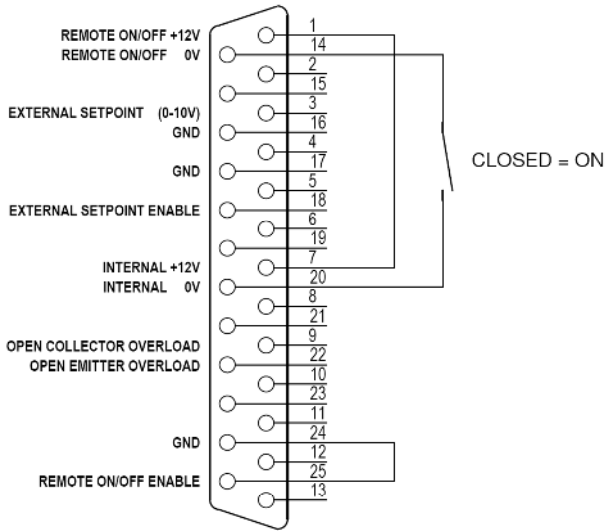 REMOTE ON/OFF +12V 1
REMOTE ON/OFF 0V 14
2
15
EXTERNAL SETPOINT (0-10V) 3
GND 16
4
GND 17
5
EXTERNAL SETPOINT ENABLE 18
6
19
INTERNAL +12V 7
INTERNAL 0V 20
8
21
OPEN COLLECTOR OVERLOAD 9
OPEN EMITTER OVERLOAD 22
10
23
11
GND 24
12
REMOTE ON/OFF ENABLE 25
13
CLOSED = ON